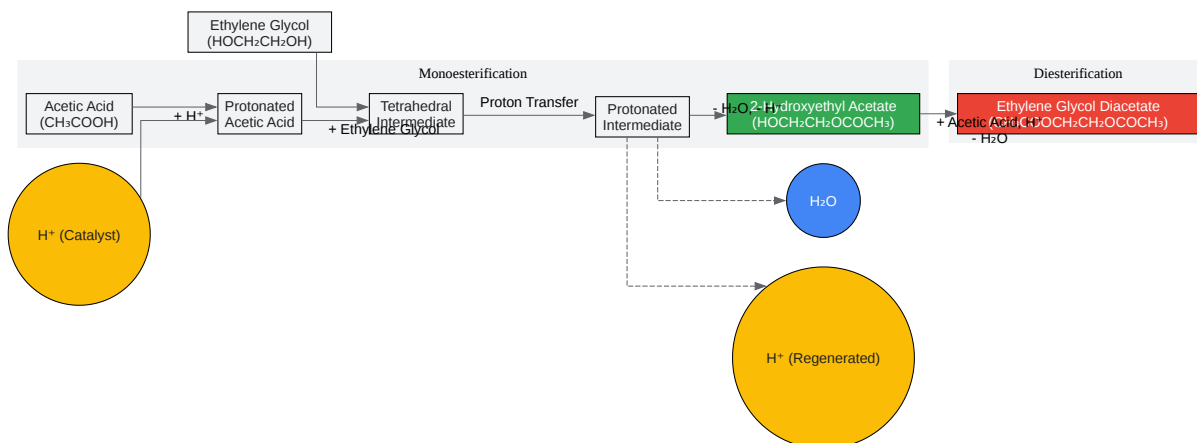 Ethylene Glycol
(HOCH₂CH₂OH)
Monoesterification
Diesterification
Acetic Acid
(CH₃COOH)
+ H⁺
Protonated
Acetic Acid
+ Ethylene Glycol
Tetrahedral
Intermediate
Proton Transfer
Protonated
Intermediate
- H₂O, - H⁺
2-Hydroxyethyl Acetate
(HOCH₂CH₂OCOCH₃)
+ Acetic Acid, H⁺
- H₂O
Ethylene Glycol Diacetate
(CH₃COOCH₂CH₂OCOCH₃)
H⁺ (Catalyst)
H₂O
H⁺ (Regenerated)